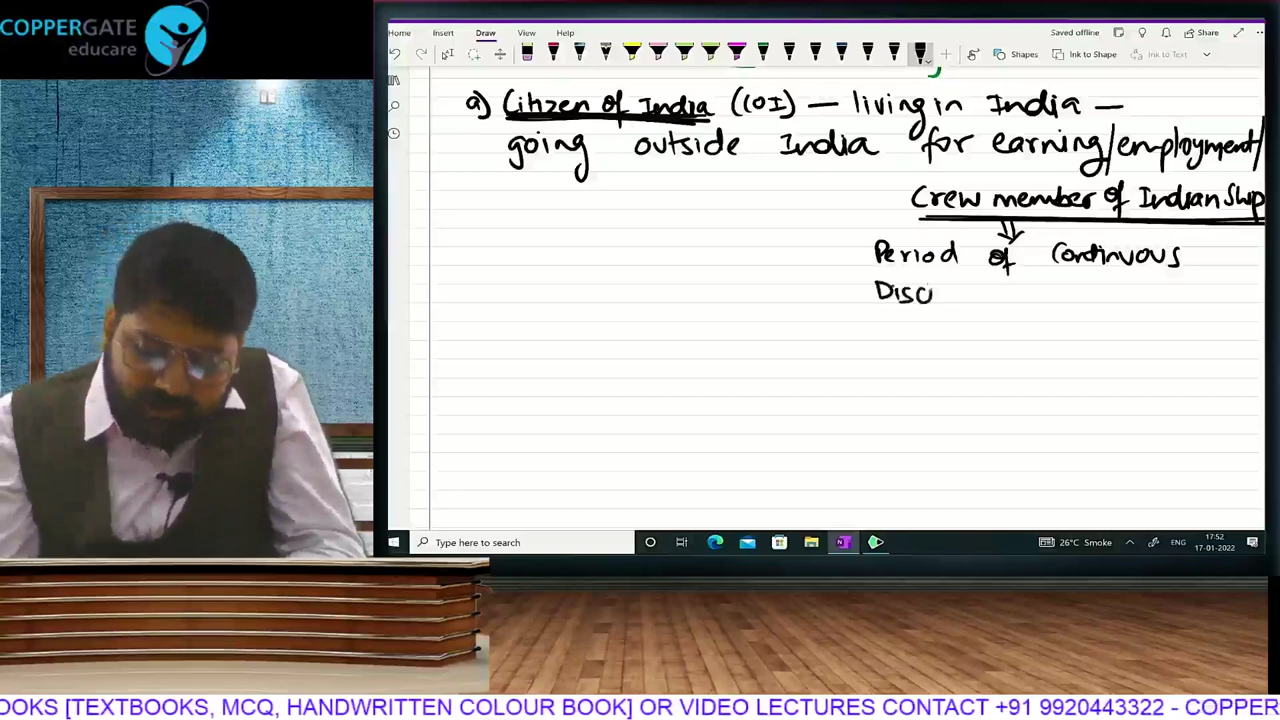 COPPERGATE
educare
Home Insert Draw View Help
Saved offline
Share
Shapes
Ink to Shape
Ink to Text
a) Citizen of India (COI) — living in India —
going outside India for earning/employment/
Crew member of Indian Ship
Period of Continuous
Disc
Type here to search
26°C Smoke
ENG
17:52
17-01-2022
OOKS [TEXTBOOKS, MCQ, HANDWRITTEN COLOUR BOOK] OR VIDEO LECTURES CONTACT +91 9920443322 - COPPER